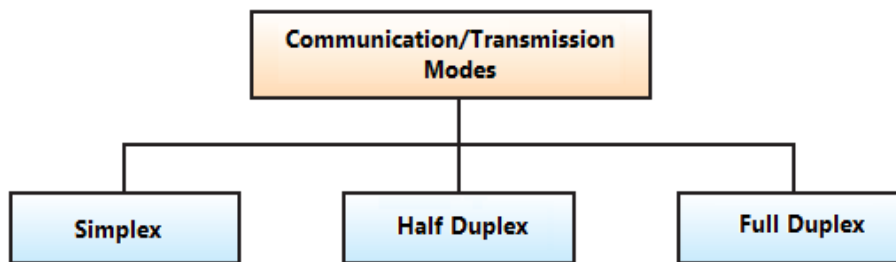 Communication/Transmission
Modes
Simplex
Half Duplex
Full Duplex